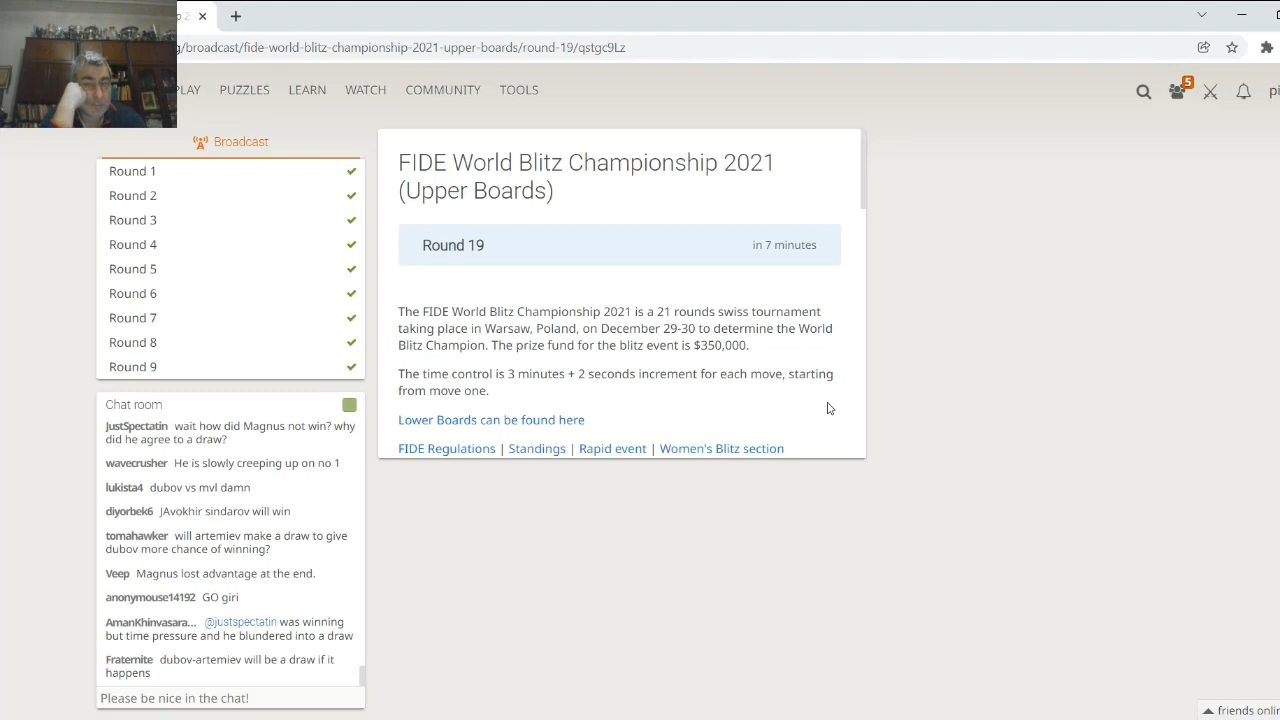 g/broadcast/fide-world-blitz-championship-2021-upper-boards/round-19/qstgc9Lz
PLAY PUZZLES LEARN WATCH COMMUNITY TOOLS
5
pi
Broadcast
Round 1
Round 2
Round 3
Round 4
Round 5
Round 6
Round 7
Round 8
Round 9
FIDE World Blitz Championship 2021
(Upper Boards)
Round 19 in 7 minutes
The FIDE World Blitz Championship 2021 is a 21 rounds swiss tournament
taking place in Warsaw, Poland, on December 29-30 to determine the World
Blitz Champion. The prize fund for the blitz event is $350,000.
The time control is 3 minutes + 2 seconds increment for each move, starting
from move one.
Lower Boards can be found here
FIDE Regulations | Standings | Rapid event | Women's Blitz section
Chat room
JustSpectatin wait how did Magnus not win? why
did he agree to a draw?
wavecrusher He is slowly creeping up on no 1
lukista4 dubov vs mvl damn
diyorbek6 JAvokhir sindarov will win
tomahawker will artemiev make a draw to give
dubov more chance of winning?
Veep Magnus lost advantage at the end.
anonymouse14192 GO giri
AmanKhinvasara... @justspectatin was winning
but time pressure and he blundered into a draw
Fraternite dubov-artemiev will be a draw if it
happens
Please be nice in the chat!
friends onlin